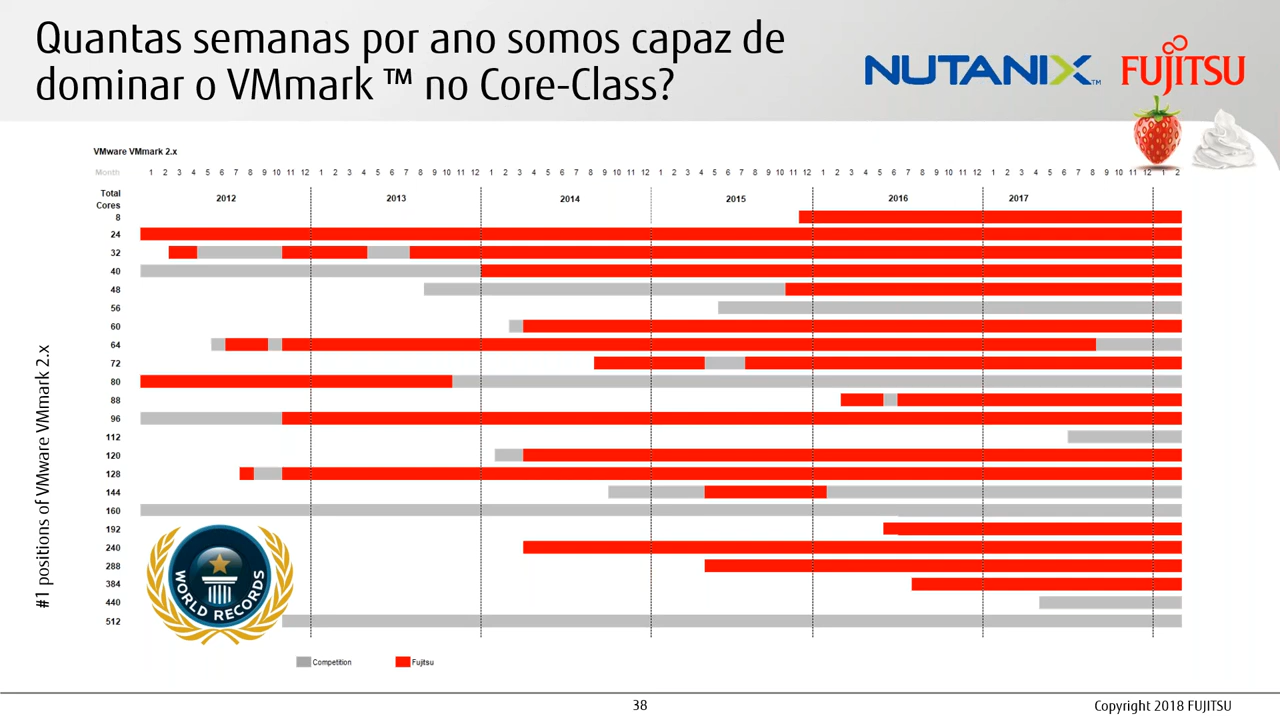 Quantas semanas por ano somos capaz de
dominar o VMmark ™ no Core-Class?
NUTANIX™
FUJITSU
VMware VMmark 2.x
Month 1 2 3 4 5 6 7 8 9 10 11 12 1 2 3 4 5 6 7 8 9 10 11 12 1 2 3 4 5 6 7 8 9 10 11 12 1 2 3 4 5 6 7 8 9 10 11 12 1 2 3 4 5 6 7 8 9 10 11 12 1 2 3 4 5 6 7 8 9 10 11 12 1 2
Total
Cores
2012 2013 2014 2015 2016 2017
8
24
32
40
48
56
60
64
72
80
88
96
112
120
128
144
160
192
240
288
384
440
512
#1 positions of VMware VMmark 2.x
WORLD RECORDS
Competition
Fujitsu
38
Copyright 2018 FUJITSU